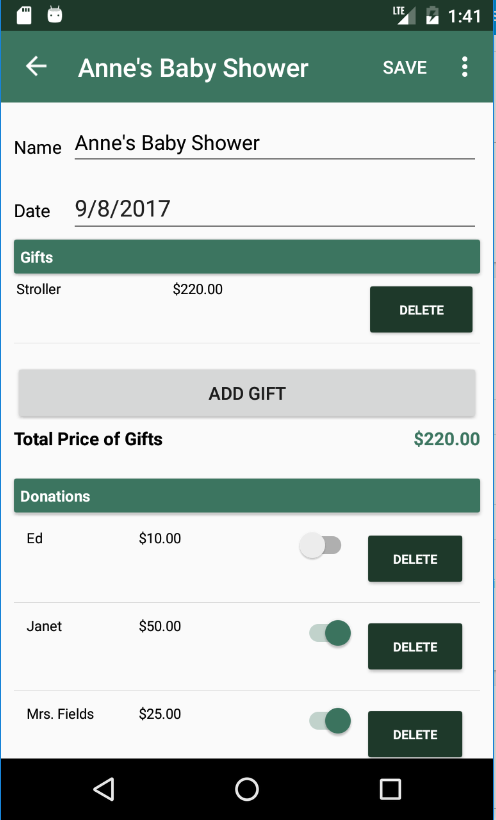 LTE 1:41
Anne's Baby Shower SAVE
Name Anne's Baby Shower
Date 9/8/2017
Gifts
Stroller $220.00 DELETE
ADD GIFT
Total Price of Gifts $220.00
Donations
Ed $10.00 DELETE
Janet $50.00 DELETE
Mrs. Fields $25.00 DELETE